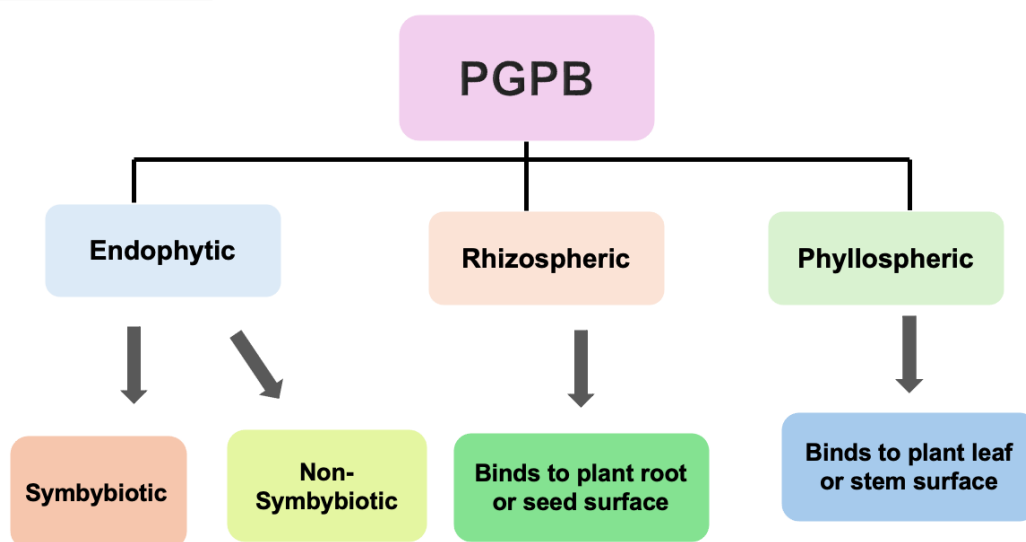 PGPB
Endophytic
Rhizospheric
Phyllospheric
Symbybiotic
Non-
Symbybiotic
Binds to plant root
or seed surface
Binds to plant leaf
or stem surface